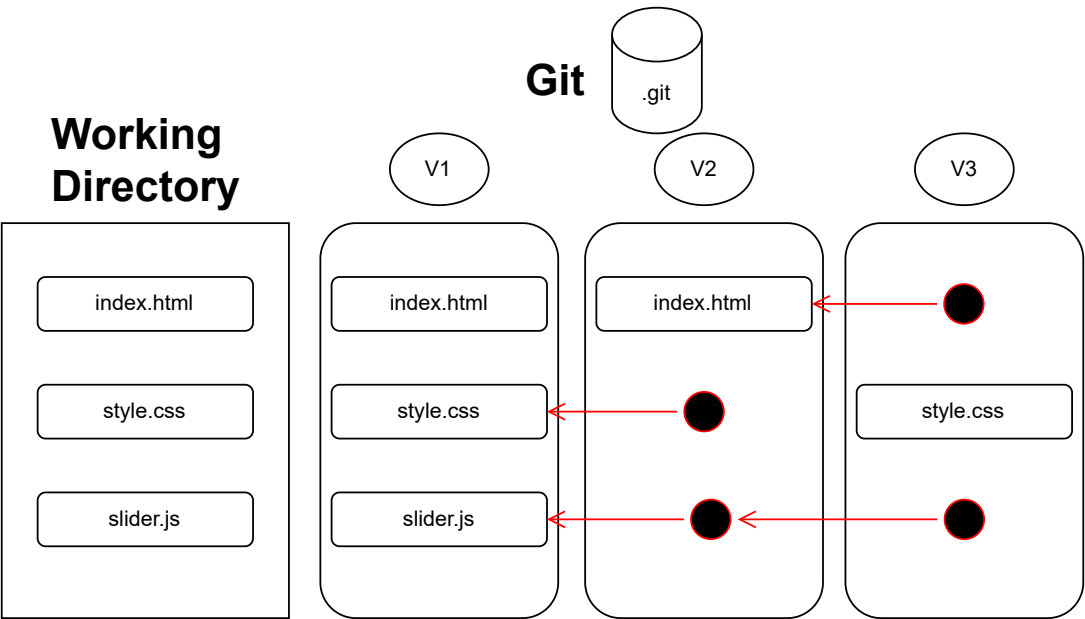 Git
.git
Working
Directory
V1
V2
V3
index.html
index.html
index.html
style.css
style.css
style.css
slider.js
slider.js